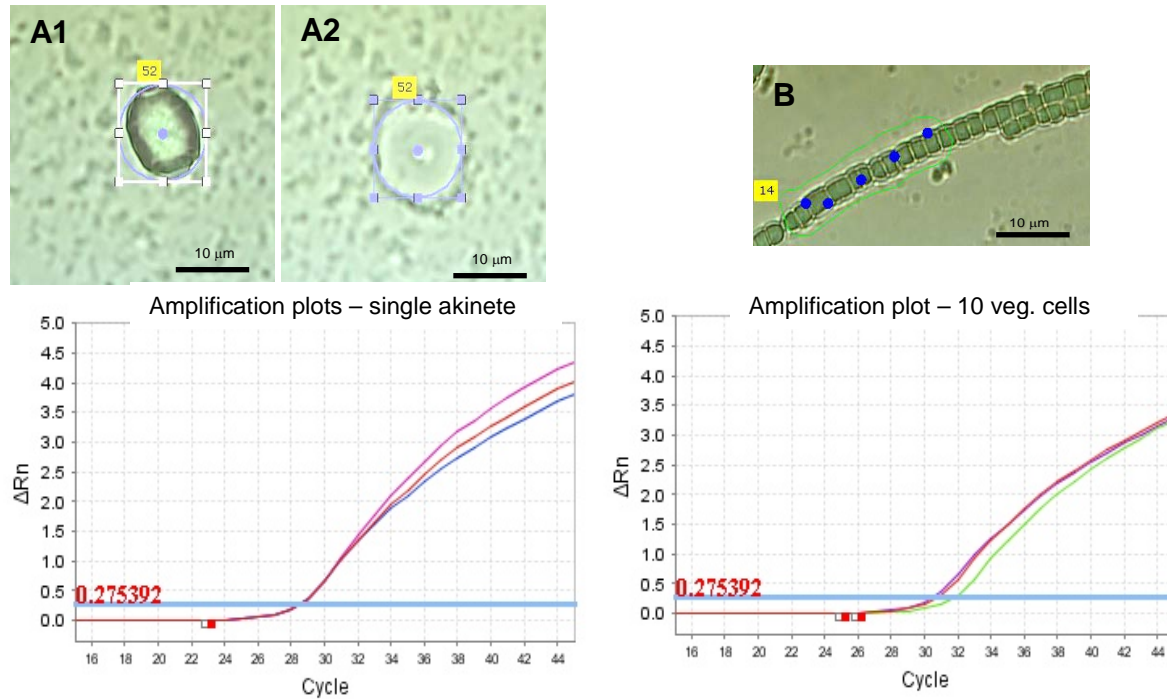 A1
A2
B
52
52
14
10 μm
10 μm
10 μm
Amplification plots – single akinete
Amplification plot – 10 veg. cells
5.0
4.5
4.0
3.5
3.0
2.5
2.0
1.5
1.0
0.5
0.0
ΔRn
0.275392
16 18 20 22 24 26 28 30 32 34 36 38 40 42 44
Cycle
5.0
4.5
4.0
3.5
3.0
2.5
2.0
1.5
1.0
0.5
0.0
ΔRn
0.275392
16 18 20 22 24 26 28 30 32 34 36 38 40 42 44
Cycle